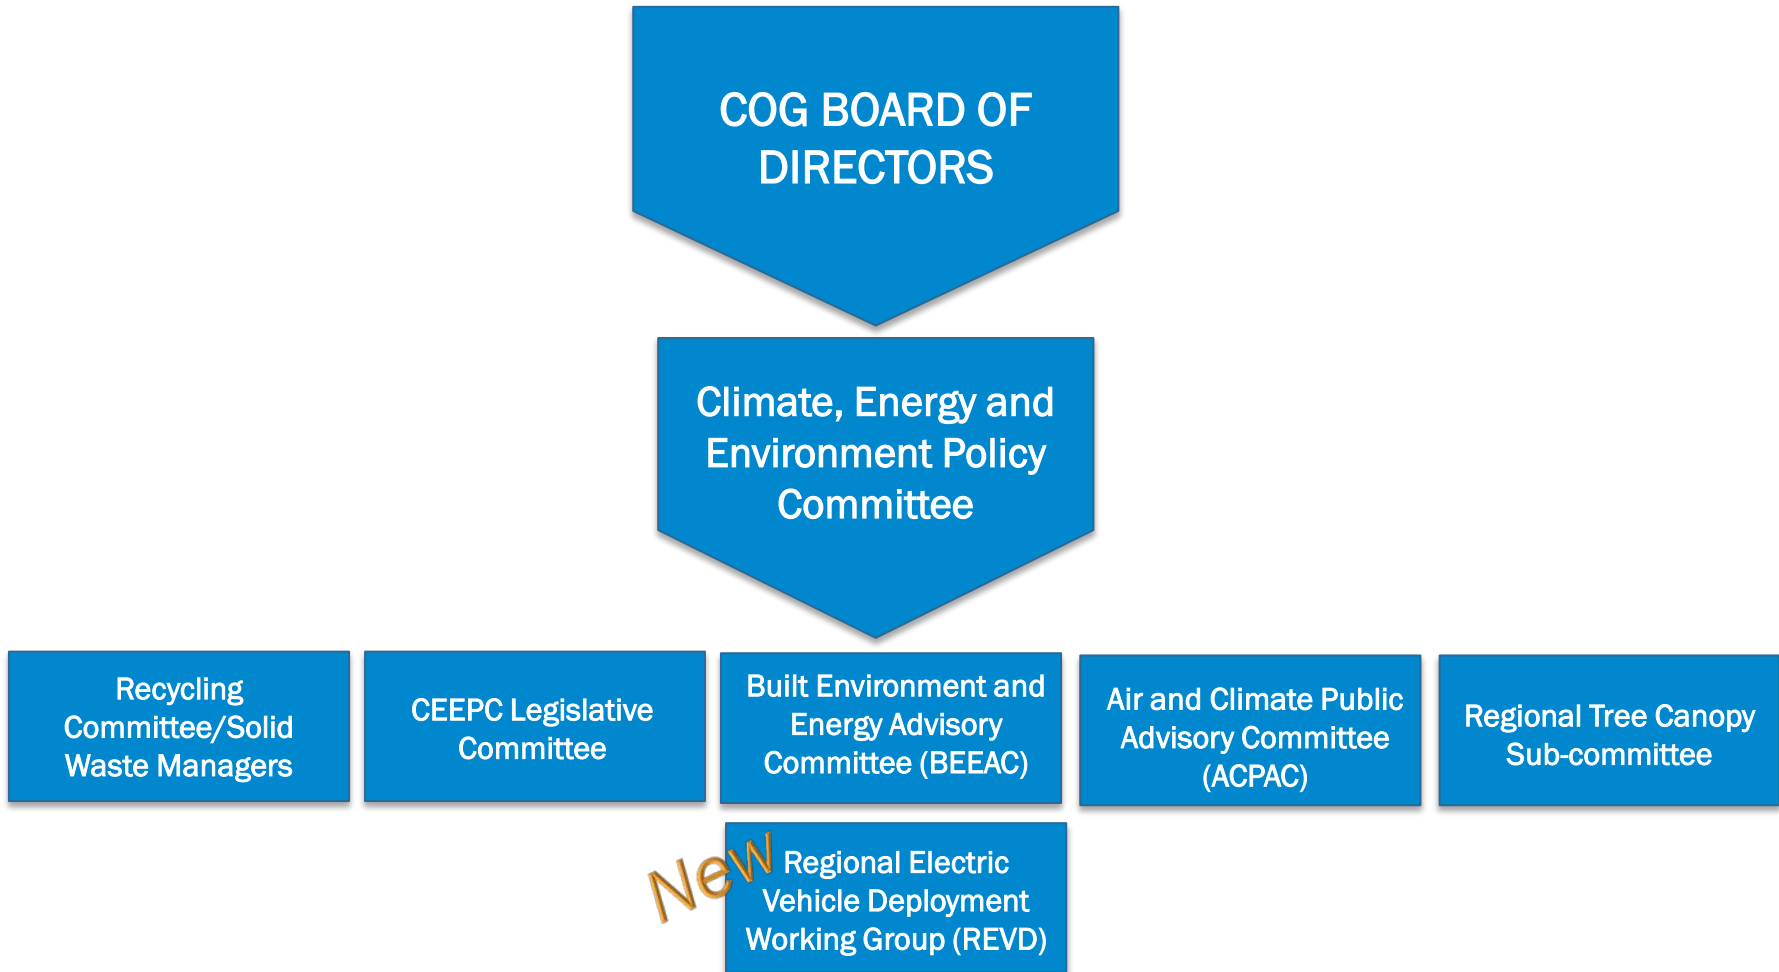 COG BOARD OF
DIRECTORS
Climate, Energy and
Environment Policy
Committee
Recycling
Committee/Solid
Waste Managers
CEEPC Legislative
Committee
Built Environment and
Energy Advisory
Committee (BEEAC)
Air and Climate Public
Advisory Committee
(ACPAC)
Regional Tree Canopy
Sub-committee
New
Regional Electric
Vehicle Deployment
Working Group (REVD)